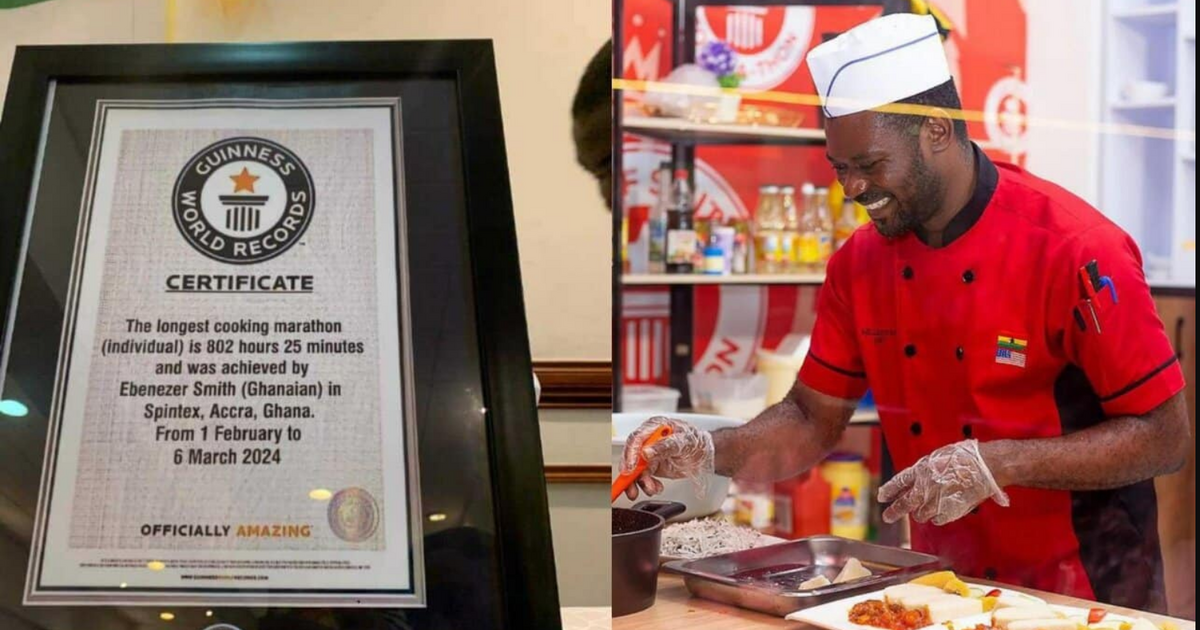 GUINNESS
WORLD RECORDS
CERTIFICATE
The longest cooking marathon
(individual) is 802 hours 25 minutes
and was achieved by
Ebenezer Smith (Ghanaian) in
Spintex, Accra, Ghana.
From 1 February to
6 March 2024
OFFICIALLY AMAZING
-THON